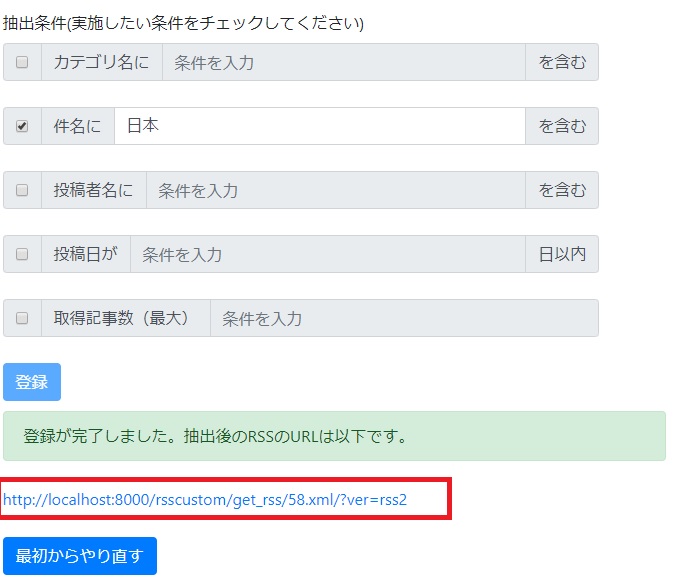 抽出条件(実施したい条件をチェックしてください)
カテゴリ名に 条件を入力 を含む
件名に 日本 を含む
投稿者名に 条件を入力 を含む
投稿日が 条件を入力 日以内
取得記事数（最大） 条件を入力
登録
登録が完了しました。抽出後のRSSのURLは以下です。
http://localhost:8000/rsscustom/get_rss/58.xml/?ver=rss2
最初からやり直す